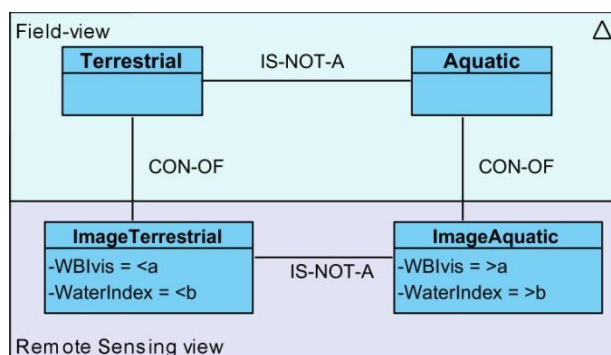 Field-view
Δ
Terrestrial
IS-NOT-A
Aquatic
CON-OF
CON-OF
ImageTerrestrial
-WBIvis = <a
-WaterIndex = <b
IS-NOT-A
ImageAquatic
-WBIvis = >a
-WaterIndex = >b
Remote Sensing view